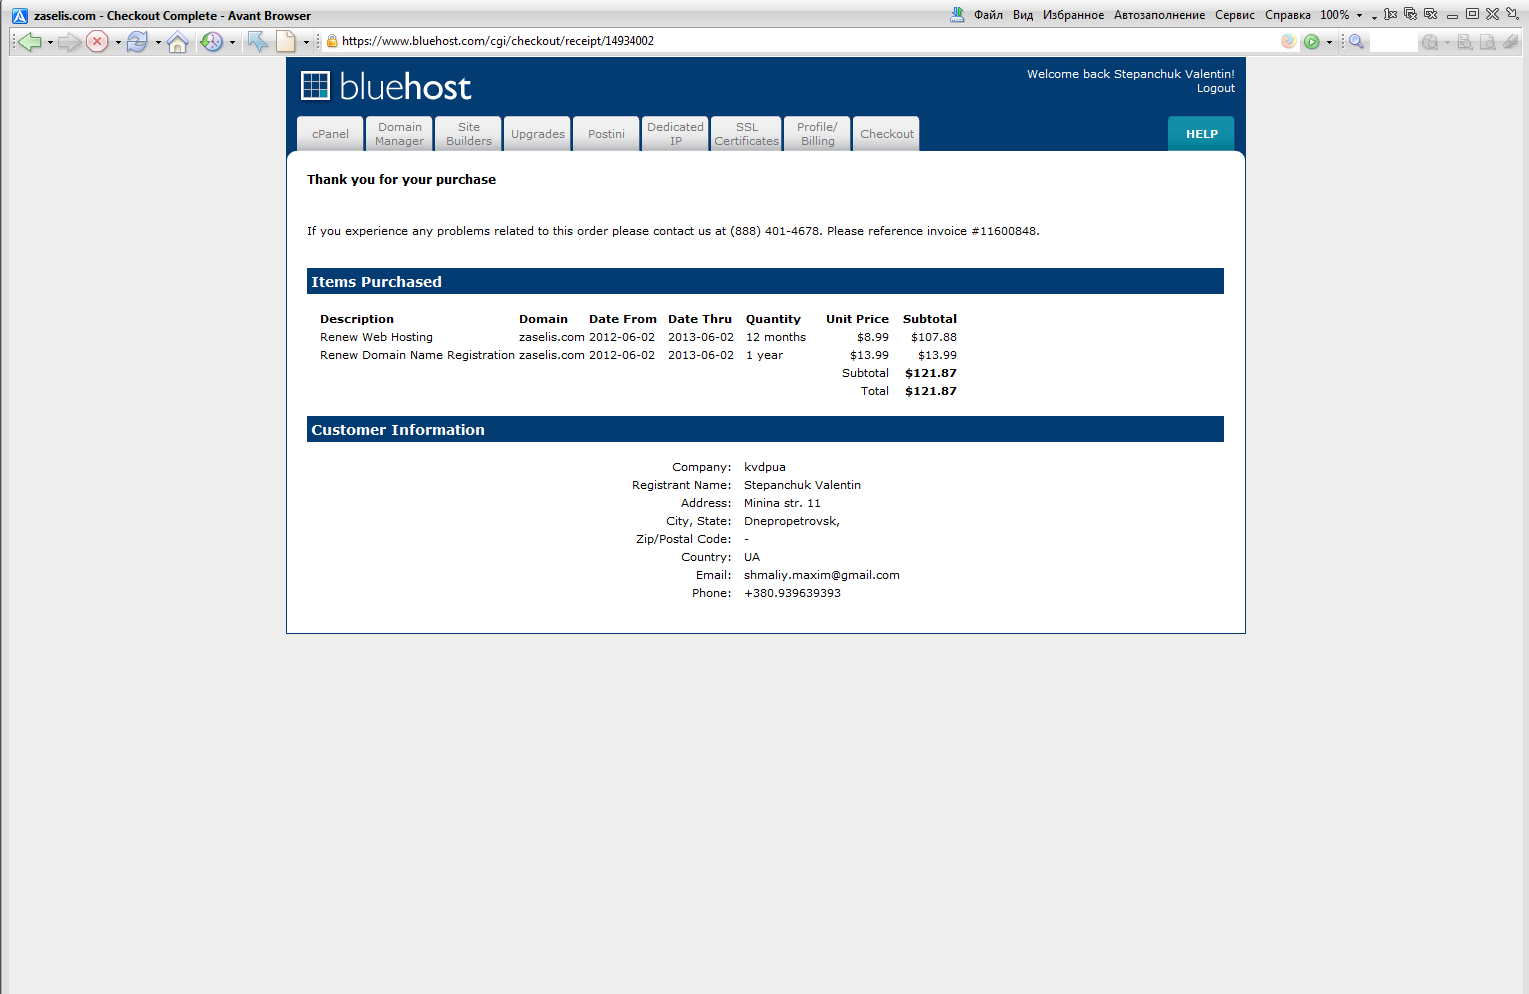 zaselis.com - Checkout Complete - Avant Browser
Файл Вид Избранное Автозаполнение Сервис Справка 100%
https://www.bluehost.com/cgi/checkout/receipt/14934002
bluehost
Welcome back Stepanchuk Valentin!
Logout
cPanel
Domain Manager
Site Builders
Upgrades
Postini
Dedicated IP
SSL Certificates
Profile/ Billing
Checkout
HELP
Thank you for your purchase
If you experience any problems related to this order please contact us at (888) 401-4678. Please reference invoice #11600848.
Items Purchased
Description Domain Date From Date Thru Quantity Unit Price Subtotal
Renew Web Hosting zaselis.com 2012-06-02 2013-06-02 12 months $8.99 $107.88
Renew Domain Name Registration zaselis.com 2012-06-02 2013-06-02 1 year $13.99 $13.99
Subtotal $121.87
Total $121.87
Customer Information
Company: kvdpua
Registrant Name: Stepanchuk Valentin
Address: Minina str. 11
City, State: Dnepropetrovsk,
Zip/Postal Code: -
Country: UA
Email: shmaliy.maxim@gmail.com
Phone: +380.939639393